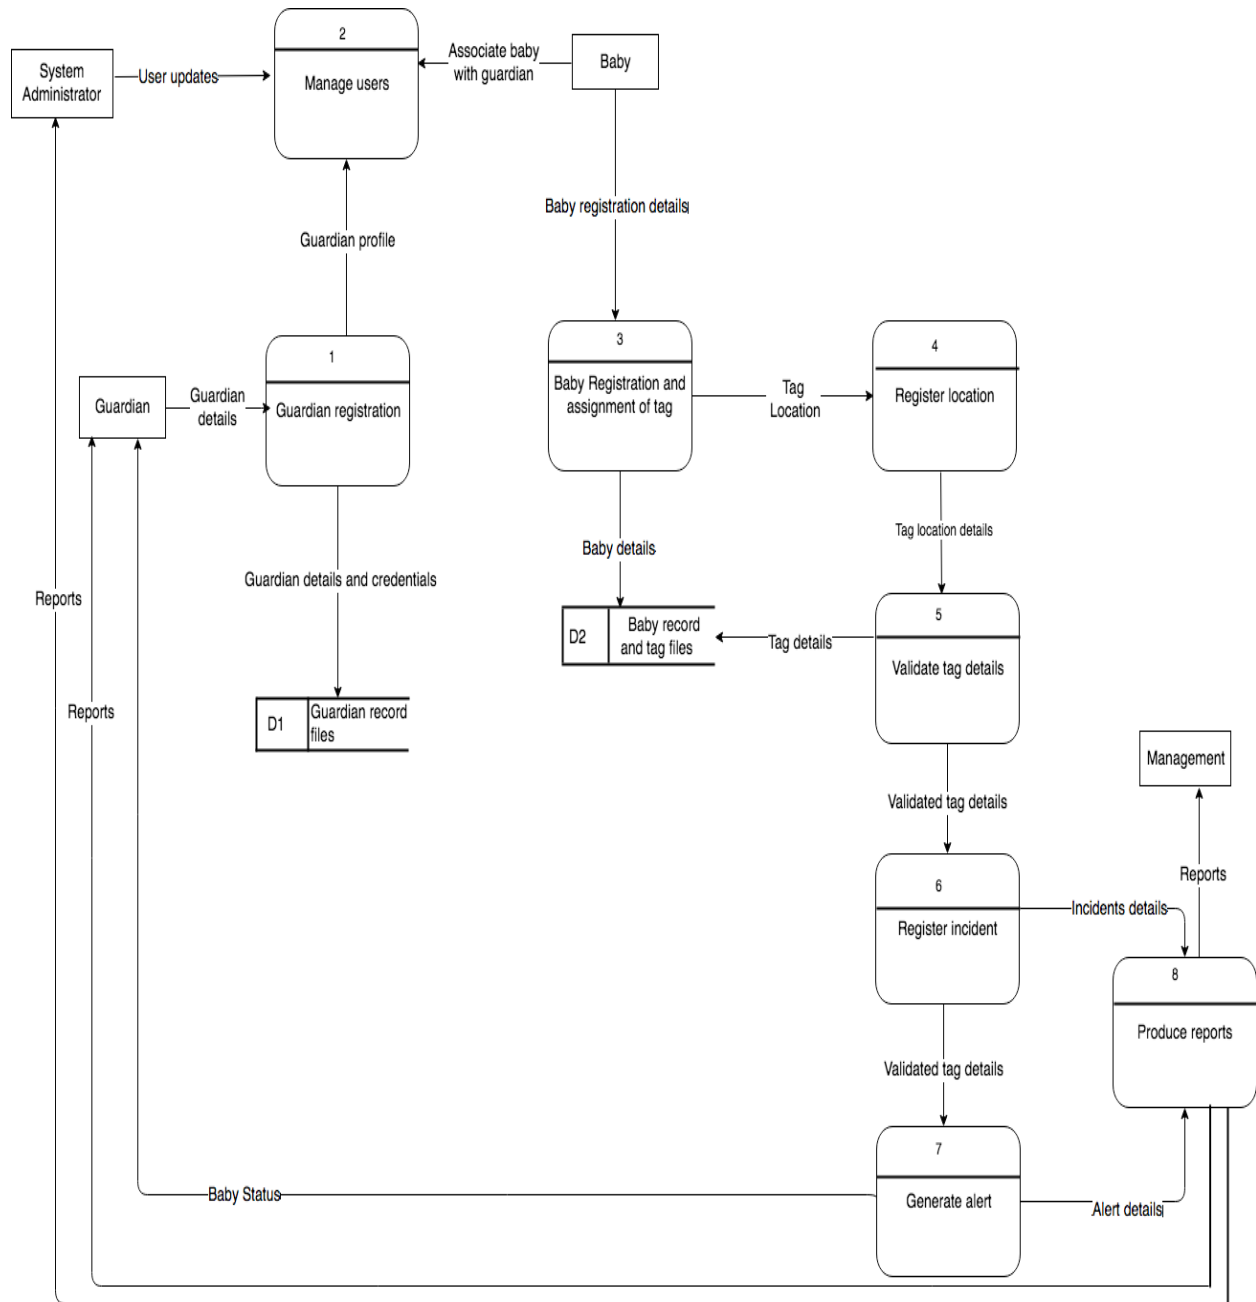 2
Manage users
System
Administrator
User updates
Associate baby
with guardian
Baby
Baby registration details
Guardian profile
1
Guardian registration
Guardian
Guardian
details
3
Baby Registration and
assignment of tag
Tag
Location
4
Register location
Tag location details
Baby details
Guardian details and credentials
Reports
D2
Baby record
and tag files
Tag details
5
Validate tag details
Reports
D1
Guardian record
files
Management
Validated tag details
6
Register incident
Incidents details
Reports
8
Produce reports
Validated tag details
7
Generate alert
Baby Status
Alert details